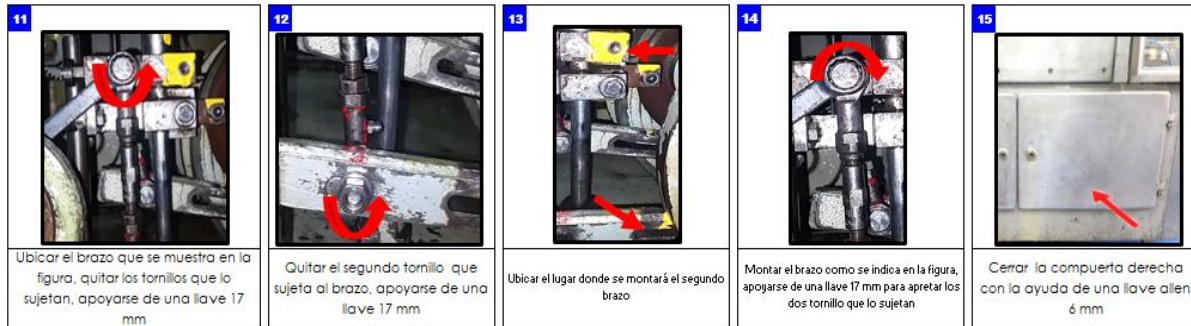 11
Ubicar el brazo que se muestra en la
figura, quitar los tornillos que lo
sujetan, apoyarse de una llave 17
mm
12
Quitar el segundo tornillo que
sujeta al brazo, apoyarse de una
llave 17 mm
13
Ubicar el lugar donde se montará el segundo
brazo
14
Montar el brazo como se indica en la figura,
apoyarse de una llave 17 mm para apretar los
dos tornillo que lo sujetan
15
Cerrar la compuerta derecha
con la ayuda de una llave allen
6 mm